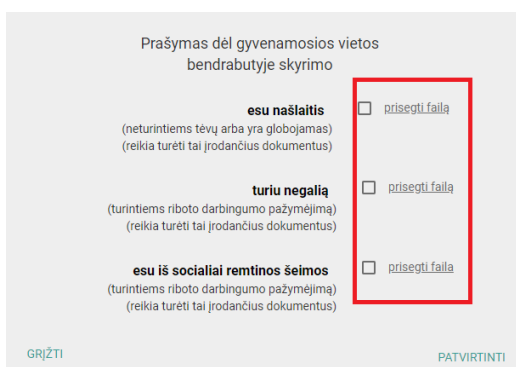 Prašymas dėl gyvenamosios vietos
bendrabutyje skyrimo
esu našlaitis
prisegti failą
(neturintiems tėvų arba yra globojamas)
(reikia turėti tai įrodančius dokumentus)
turiu negalią
prisegti failą
(turintiems riboto darbingumo pažymėjimą)
(reikia turėti tai įrodančius dokumentus)
esu iš socialiai remtinos šeimos
prisegti faila
(turintiems riboto darbingumo pažymėjimą)
(reikia turėti tai įrodančius dokumentus)
GRĮŽTI
PATVIRTINTI